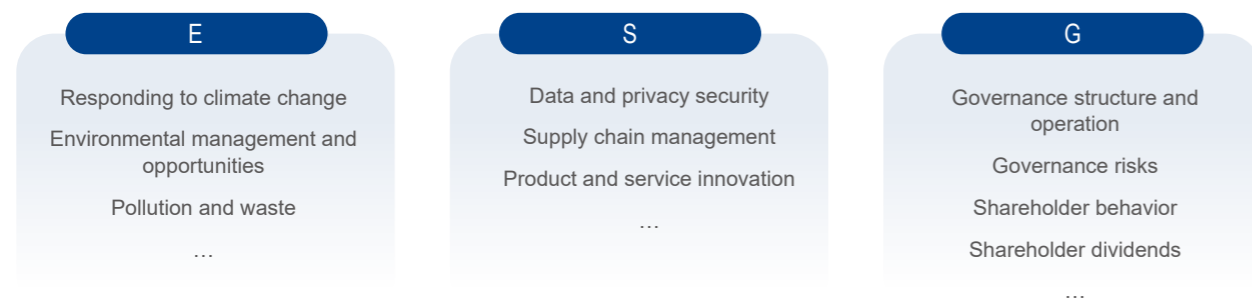 E
Responding to climate change
Environmental management and
opportunities
Pollution and waste
…
S
Data and privacy security
Supply chain management
Product and service innovation
…
G
Governance structure and
operation
Governance risks
Shareholder behavior
Shareholder dividends
…